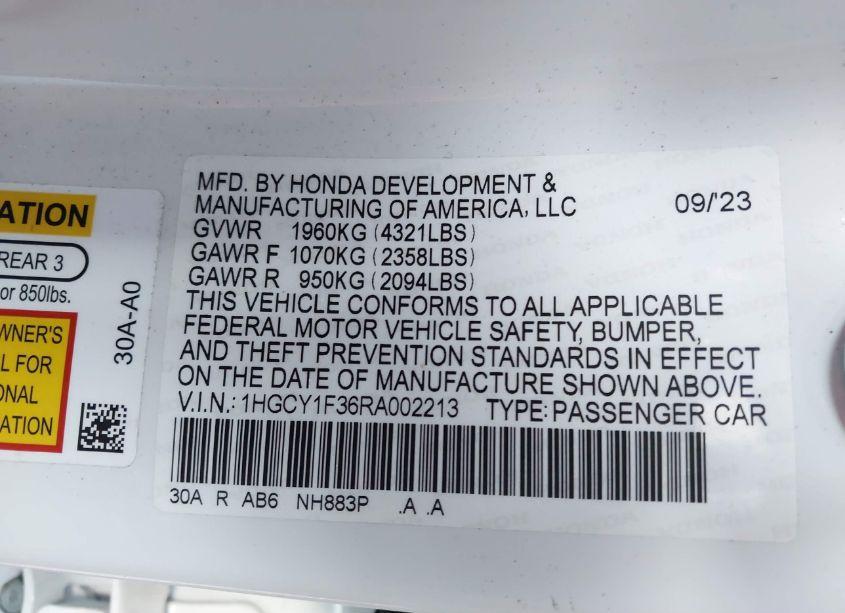 ATION
REAR 3
or 850lbs.
WNER'S
L FOR
ONAL
ATION
30A-A0
MFD. BY HONDA DEVELOPMENT &
MANUFACTURING OF AMERICA, LLC 09/'23
GVWR 1960KG (4321LBS)
GAWR F 1070KG (2358LBS)
GAWR R 950KG (2094LBS)
THIS VEHICLE CONFORMS TO ALL APPLICABLE
FEDERAL MOTOR VEHICLE SAFETY, BUMPER,
AND THEFT PREVENTION STANDARDS IN EFFECT
ON THE DATE OF MANUFACTURE SHOWN ABOVE.
V.I.N.: 1HGCY1F36RA002213 TYPE: PASSENGER CAR
30A R AB6 NH883P .A .A